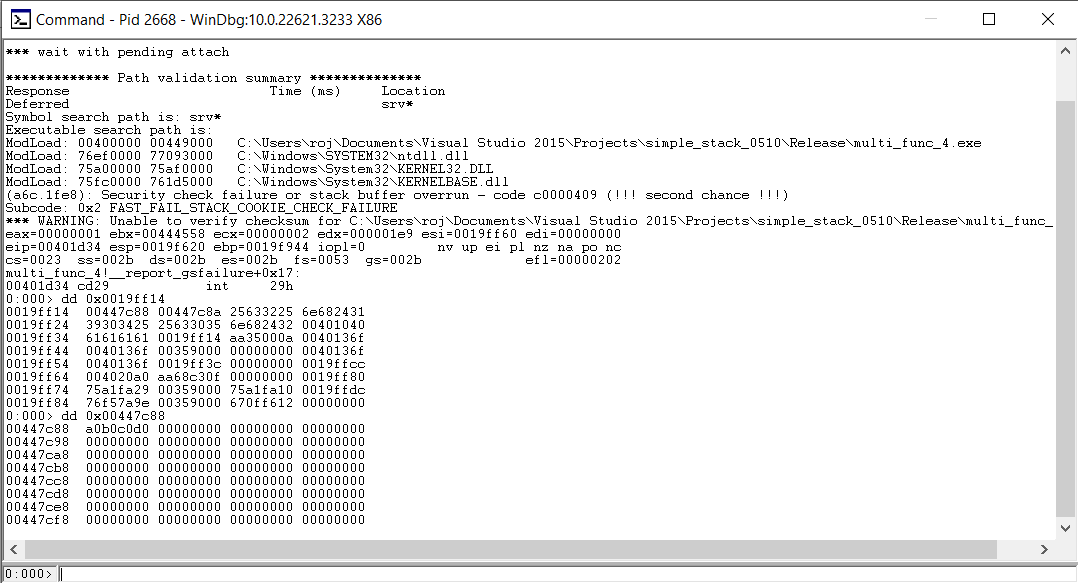 Command - Pid 2668 - WinDbg:10.0.22621.3233 X86
*** wait with pending attach
************* Path validation summary **************
Response Time (ms) Location
Deferred srv*
Symbol search path is: srv*
Executable search path is:
ModLoad: 00400000 00449000 C:\Users\roj\Documents\Visual Studio 2015\Projects\simple_stack_0510\Release\multi_func_4.exe
ModLoad: 76ef0000 77093000 C:\Windows\SYSTEM32\ntdll.dll
ModLoad: 75a00000 75af0000 C:\Windows\System32\KERNEL32.DLL
ModLoad: 75fc0000 761d5000 C:\Windows\System32\KERNELBASE.dll
(a6c.1fe8): Security check failure or stack buffer overrun - code c0000409 (!!! second chance !!!)
Subcode: 0x2 FAST_FAIL_STACK_COOKIE_CHECK_FAILURE
*** WARNING: Unable to verify checksum for C:\Users\roj\Documents\Visual Studio 2015\Projects\simple_stack_0510\Release\multi_func_
eax=00000001 ebx=00444558 ecx=00000002 edx=000001e9 esi=0019ff60 edi=00000000
eip=00401d34 esp=0019f620 ebp=0019f944 iopl=0 nv up ei pl nz na po nc
cs=0023 ss=002b ds=002b es=002b fs=0053 gs=002b efl=00000202
multi_func_4!__report_gsfailure+0x17:
00401d34 cd29 int 29h
0:000> dd 0x0019ff14
0019ff14 00447c88 00447c8a 25633225 6e682431
0019ff24 39303425 25633035 6e682432 00401040
0019ff34 61616161 0019ff14 aa35000a 0040136f
0019ff44 0040136f 00359000 00000000 0040136f
0019ff54 0040136f 0019ff3c 00000000 0019ffcc
0019ff64 004020a0 aa68c30f 00000000 0019ff80
0019ff74 75a1fa29 00359000 75a1fa10 0019ffdc
0019ff84 76f57a9e 00359000 670ff612 00000000
0:000> dd 0x00447c88
00447c88 a0b0c0d0 00000000 00000000 00000000
00447c98 00000000 00000000 00000000 00000000
00447ca8 00000000 00000000 00000000 00000000
00447cb8 00000000 00000000 00000000 00000000
00447cc8 00000000 00000000 00000000 00000000
00447cd8 00000000 00000000 00000000 00000000
00447ce8 00000000 00000000 00000000 00000000
00447cf8 00000000 00000000 00000000 00000000
0:000>